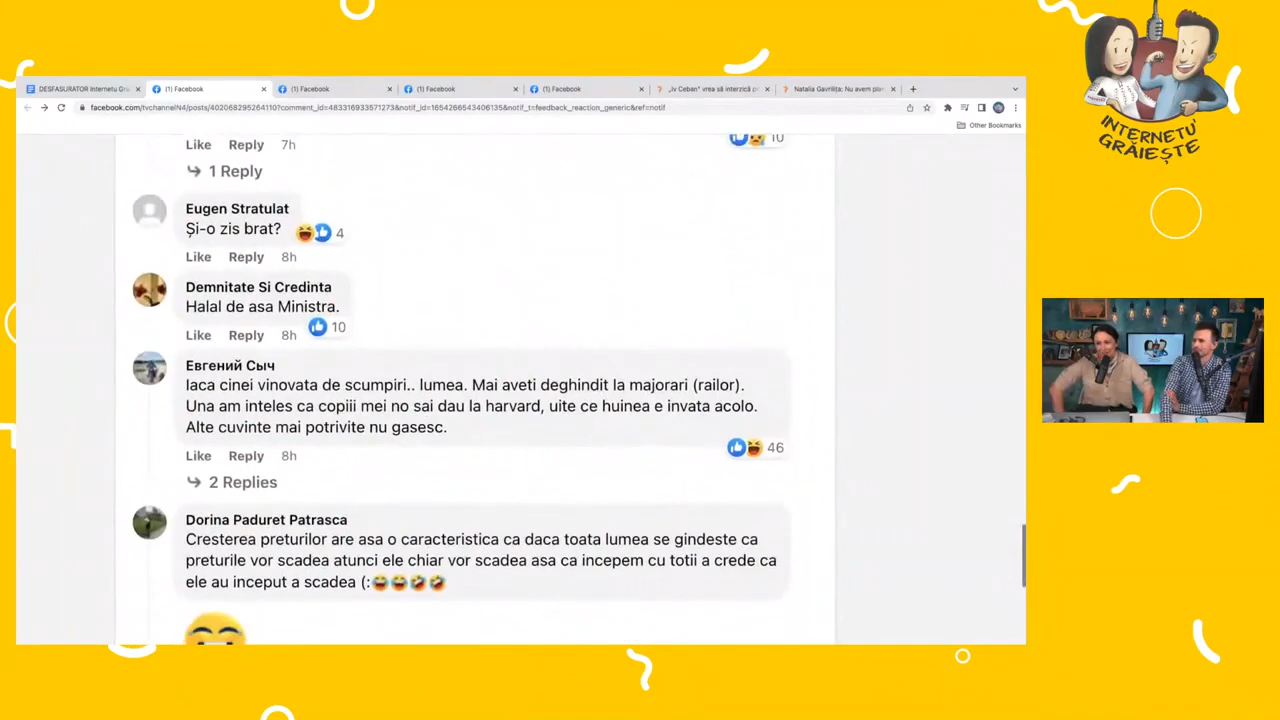 DESFASURATOR Internetu Gra
(1) Facebook
(1) Facebook
(1) Facebook
(1) Facebook
„Iv Ceban" vrea să interzică p
Natalia Gavrilița: Nu avem plan
facebook.com/tvchannelN4/posts/4020682952641107?comment_id=483316933571273&notif_id=1654266543406135&notif_t=feedback_reaction_generic&ref=notif
Other Bookmarks
INTERNETU'
GRĂIEȘTE
Like Reply 7h
10
1 Reply
Eugen Stratulat
Și-o zis brat?
4
Like Reply 8h
Demnitate Si Credinta
Halal de asa Ministra.
10
Like Reply 8h
Евгений Сыч
Iaca cinei vinovata de scumpiri.. lumea. Mai aveti deghindit la majorari (railor).
Una am inteles ca copiii mei no sai dau la harvard, uite ce huinea e invata acolo.
Alte cuvinte mai potrivite nu gasesc.
46
Like Reply 8h
2 Replies
Dorina Paduret Patrasca
Cresterea preturilor are asa o caracteristica ca daca toata lumea se gindeste ca
preturile vor scadea atunci ele chiar vor scadea asa ca incepem cu totii a crede ca
ele au inceput a scadea (:😂😂🤣🤣